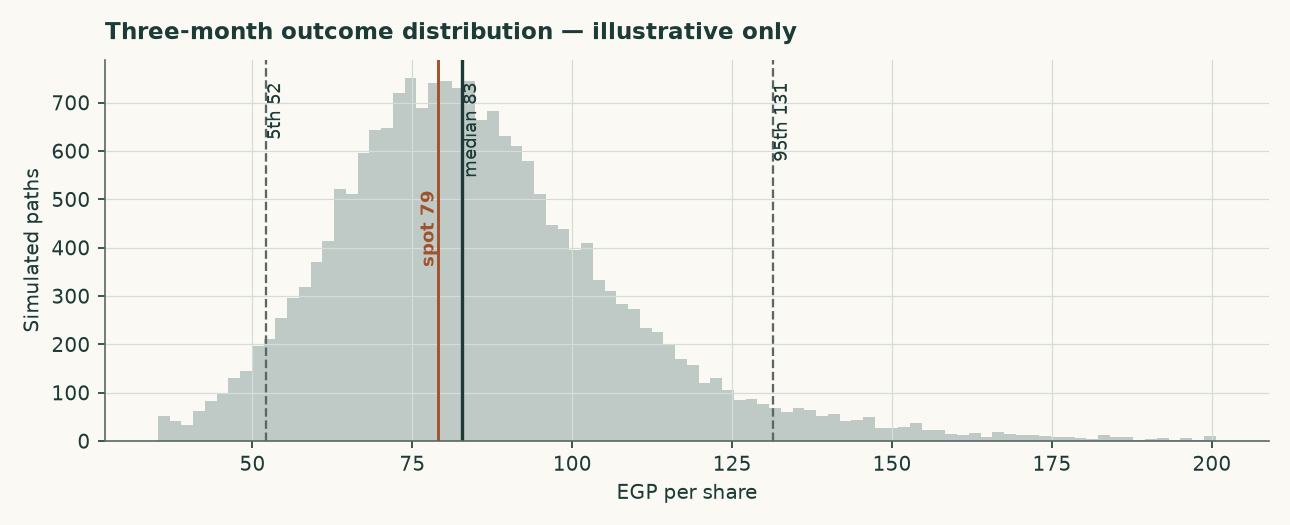 Three-month outcome distribution — illustrative only
Simulated paths
700
600
500
400
300
200
100
0
5th 52
spot 79
median 83
95th 131
50
75
100
125
150
175
200
EGP per share